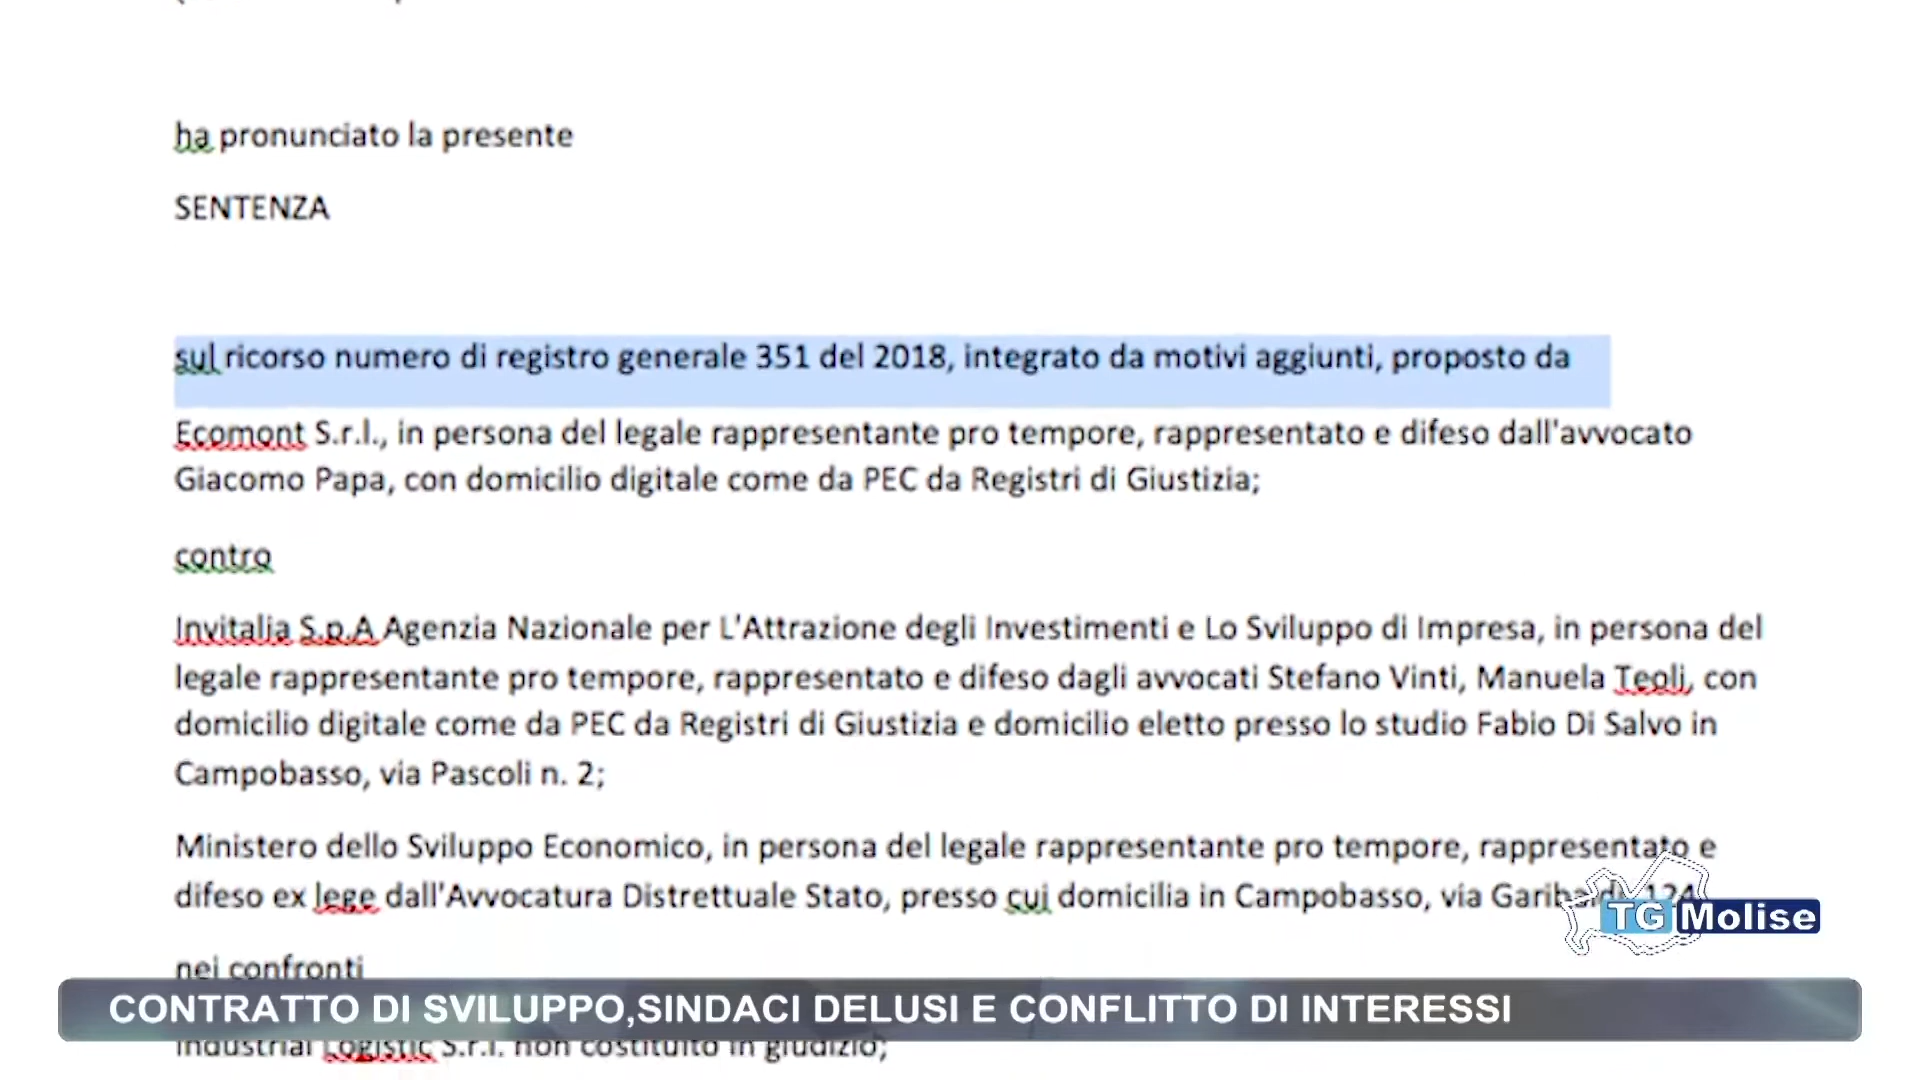 ha pronunciato la presente
SENTENZA
sul ricorso numero di registro generale 351 del 2018, integrato da motivi aggiunti, proposto da
Ecomont S.r.l., in persona del legale rappresentante pro tempore, rappresentato e difeso dall'avvocato
Giacomo Papa, con domicilio digitale come da PEC da Registri di Giustizia;
contro
Invitalia S.p.A Agenzia Nazionale per L'Attrazione degli Investimenti e Lo Sviluppo di Impresa, in persona del
legale rappresentante pro tempore, rappresentato e difeso dagli avvocati Stefano Vinti, Manuela Teoli, con
domicilio digitale come da PEC da Registri di Giustizia e domicilio eletto presso lo studio Fabio Di Salvo in
Campobasso, via Pascoli n. 2;
Ministero dello Sviluppo Economico, in persona del legale rappresentante pro tempore, rappresentato e
difeso ex lege dall'Avvocatura Distrettuale Stato, presso cui domicilia in Campobasso, via Garibaldi, 124
TG Molise
nei confronti
CONTRATTO DI SVILUPPO,SINDACI DELUSI E CONFLITTO DI INTERESSI
Industrial Logistic S.r.l. non costituito in giudizio;